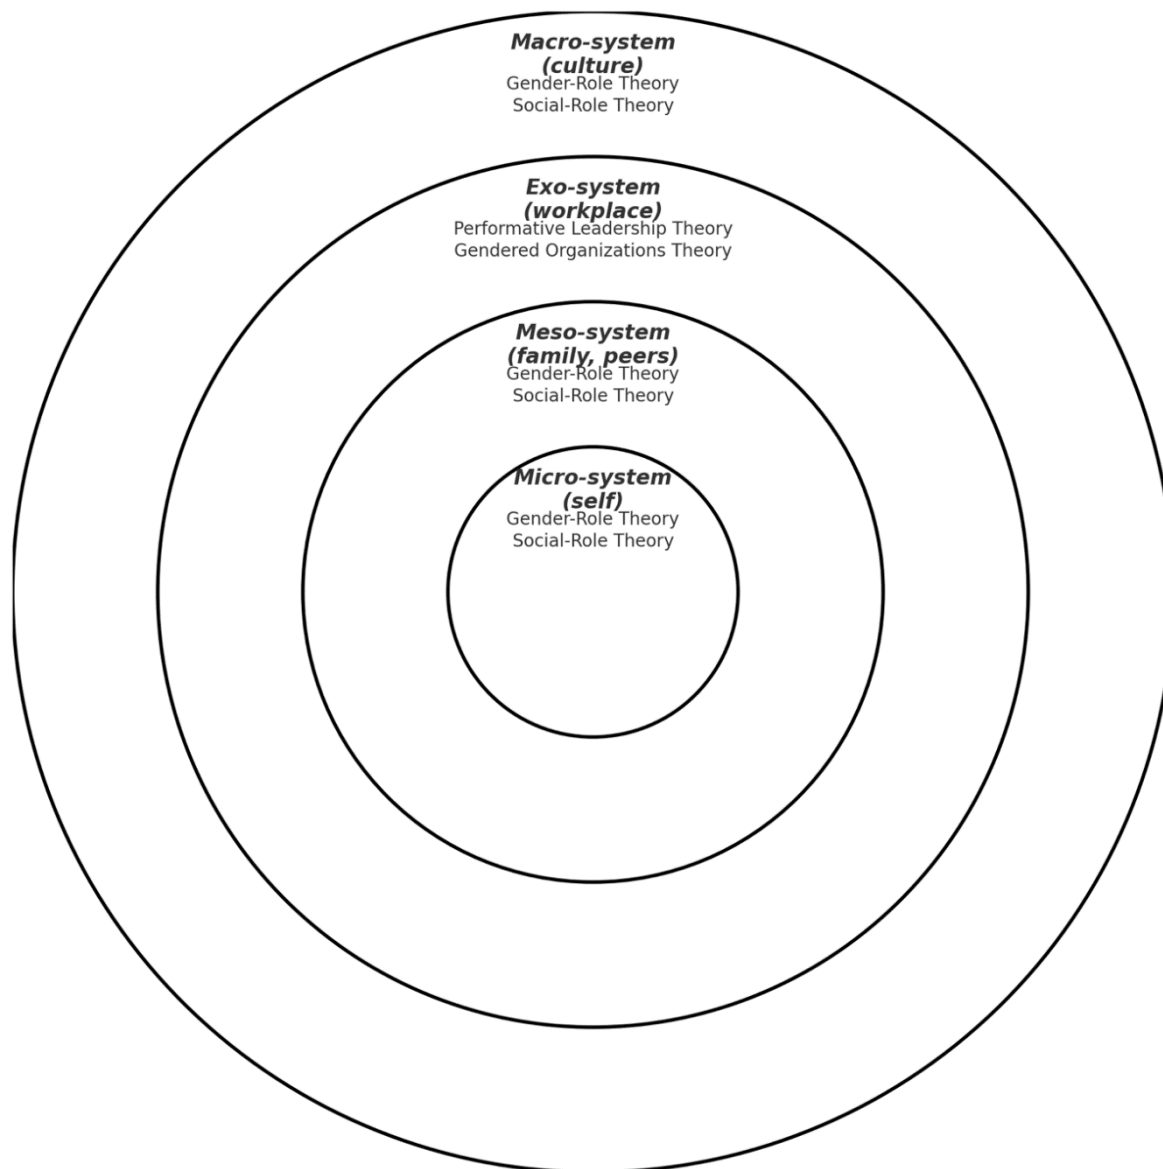 Macro-system
(culture)
Gender-Role Theory
Social-Role Theory
Exo-system
(workplace)
Performative Leadership Theory
Gendered Organizations Theory
Meso-system
(family, peers)
Gender-Role Theory
Social-Role Theory
Micro-system
(self)
Gender-Role Theory
Social-Role Theory